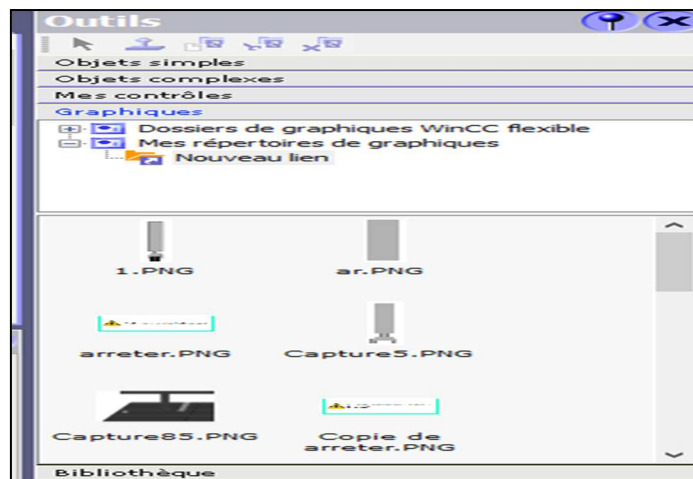 Outils
Objets simples
Objets complexes
Mes contrôles
Graphiques
Dossiers de graphiques WinCC flexible
Mes répertoires de graphiques
Nouveau lien
1.PNG
ar.PNG
arreter.PNG
Capture5.PNG
Capture85.PNG
Copie de
arreter.PNG
Bibliothèque